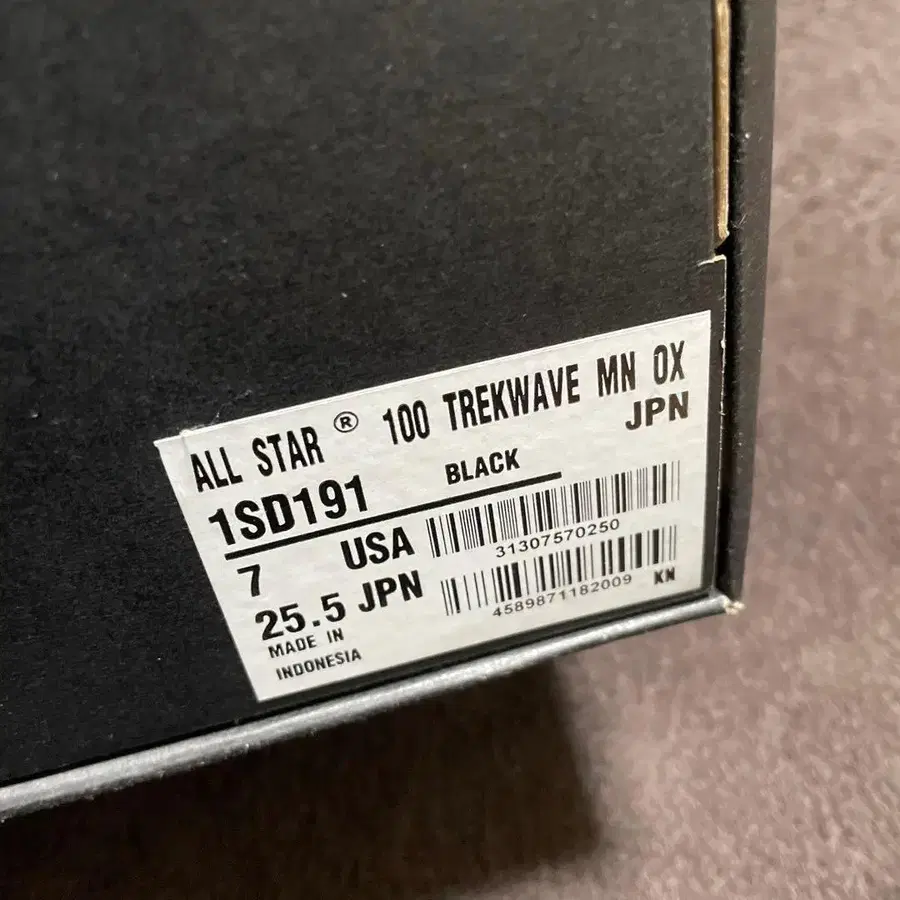 ALL STAR ® 100 TREKWAVE MN OX
JPN
1SD191 BLACK
7 USA
31307570250
25.5 JPN
4589871182009 KN
MADE IN
INDONESIA